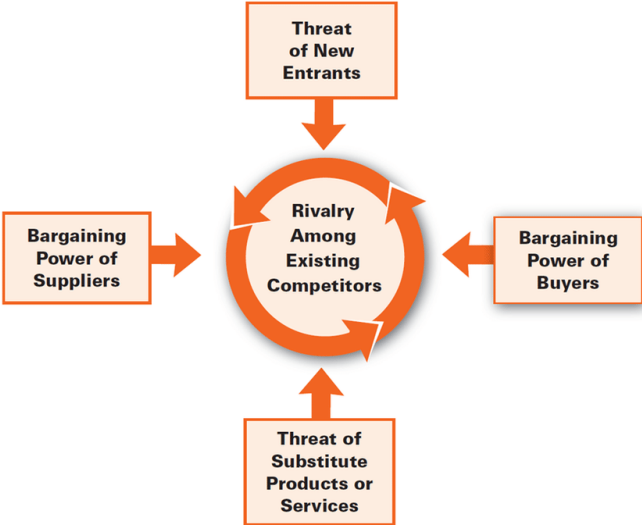 Threat
of New
Entrants
Bargaining
Power of
Suppliers
Rivalry
Among
Existing
Competitors
Bargaining
Power of
Buyers
Threat of
Substitute
Products or
Services